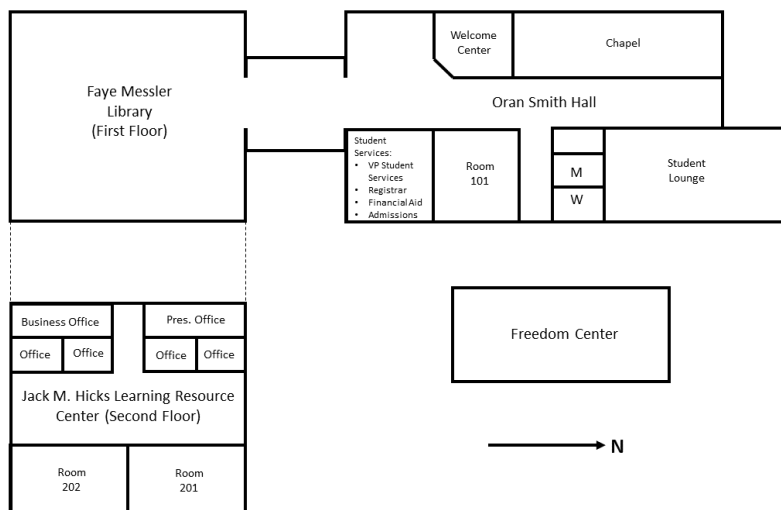 Welcome
Center
Chapel
Faye Messler
Library
(First Floor)
Oran Smith Hall
Student
Services:
• VP Student
Services
• Registrar
• Financial Aid
• Admissions
Room
101
M
W
Student
Lounge
Business Office
Pres. Office
Office
Office
Office
Office
Jack M. Hicks Learning Resource
Center (Second Floor)
Room
202
Room
201
Freedom Center
N